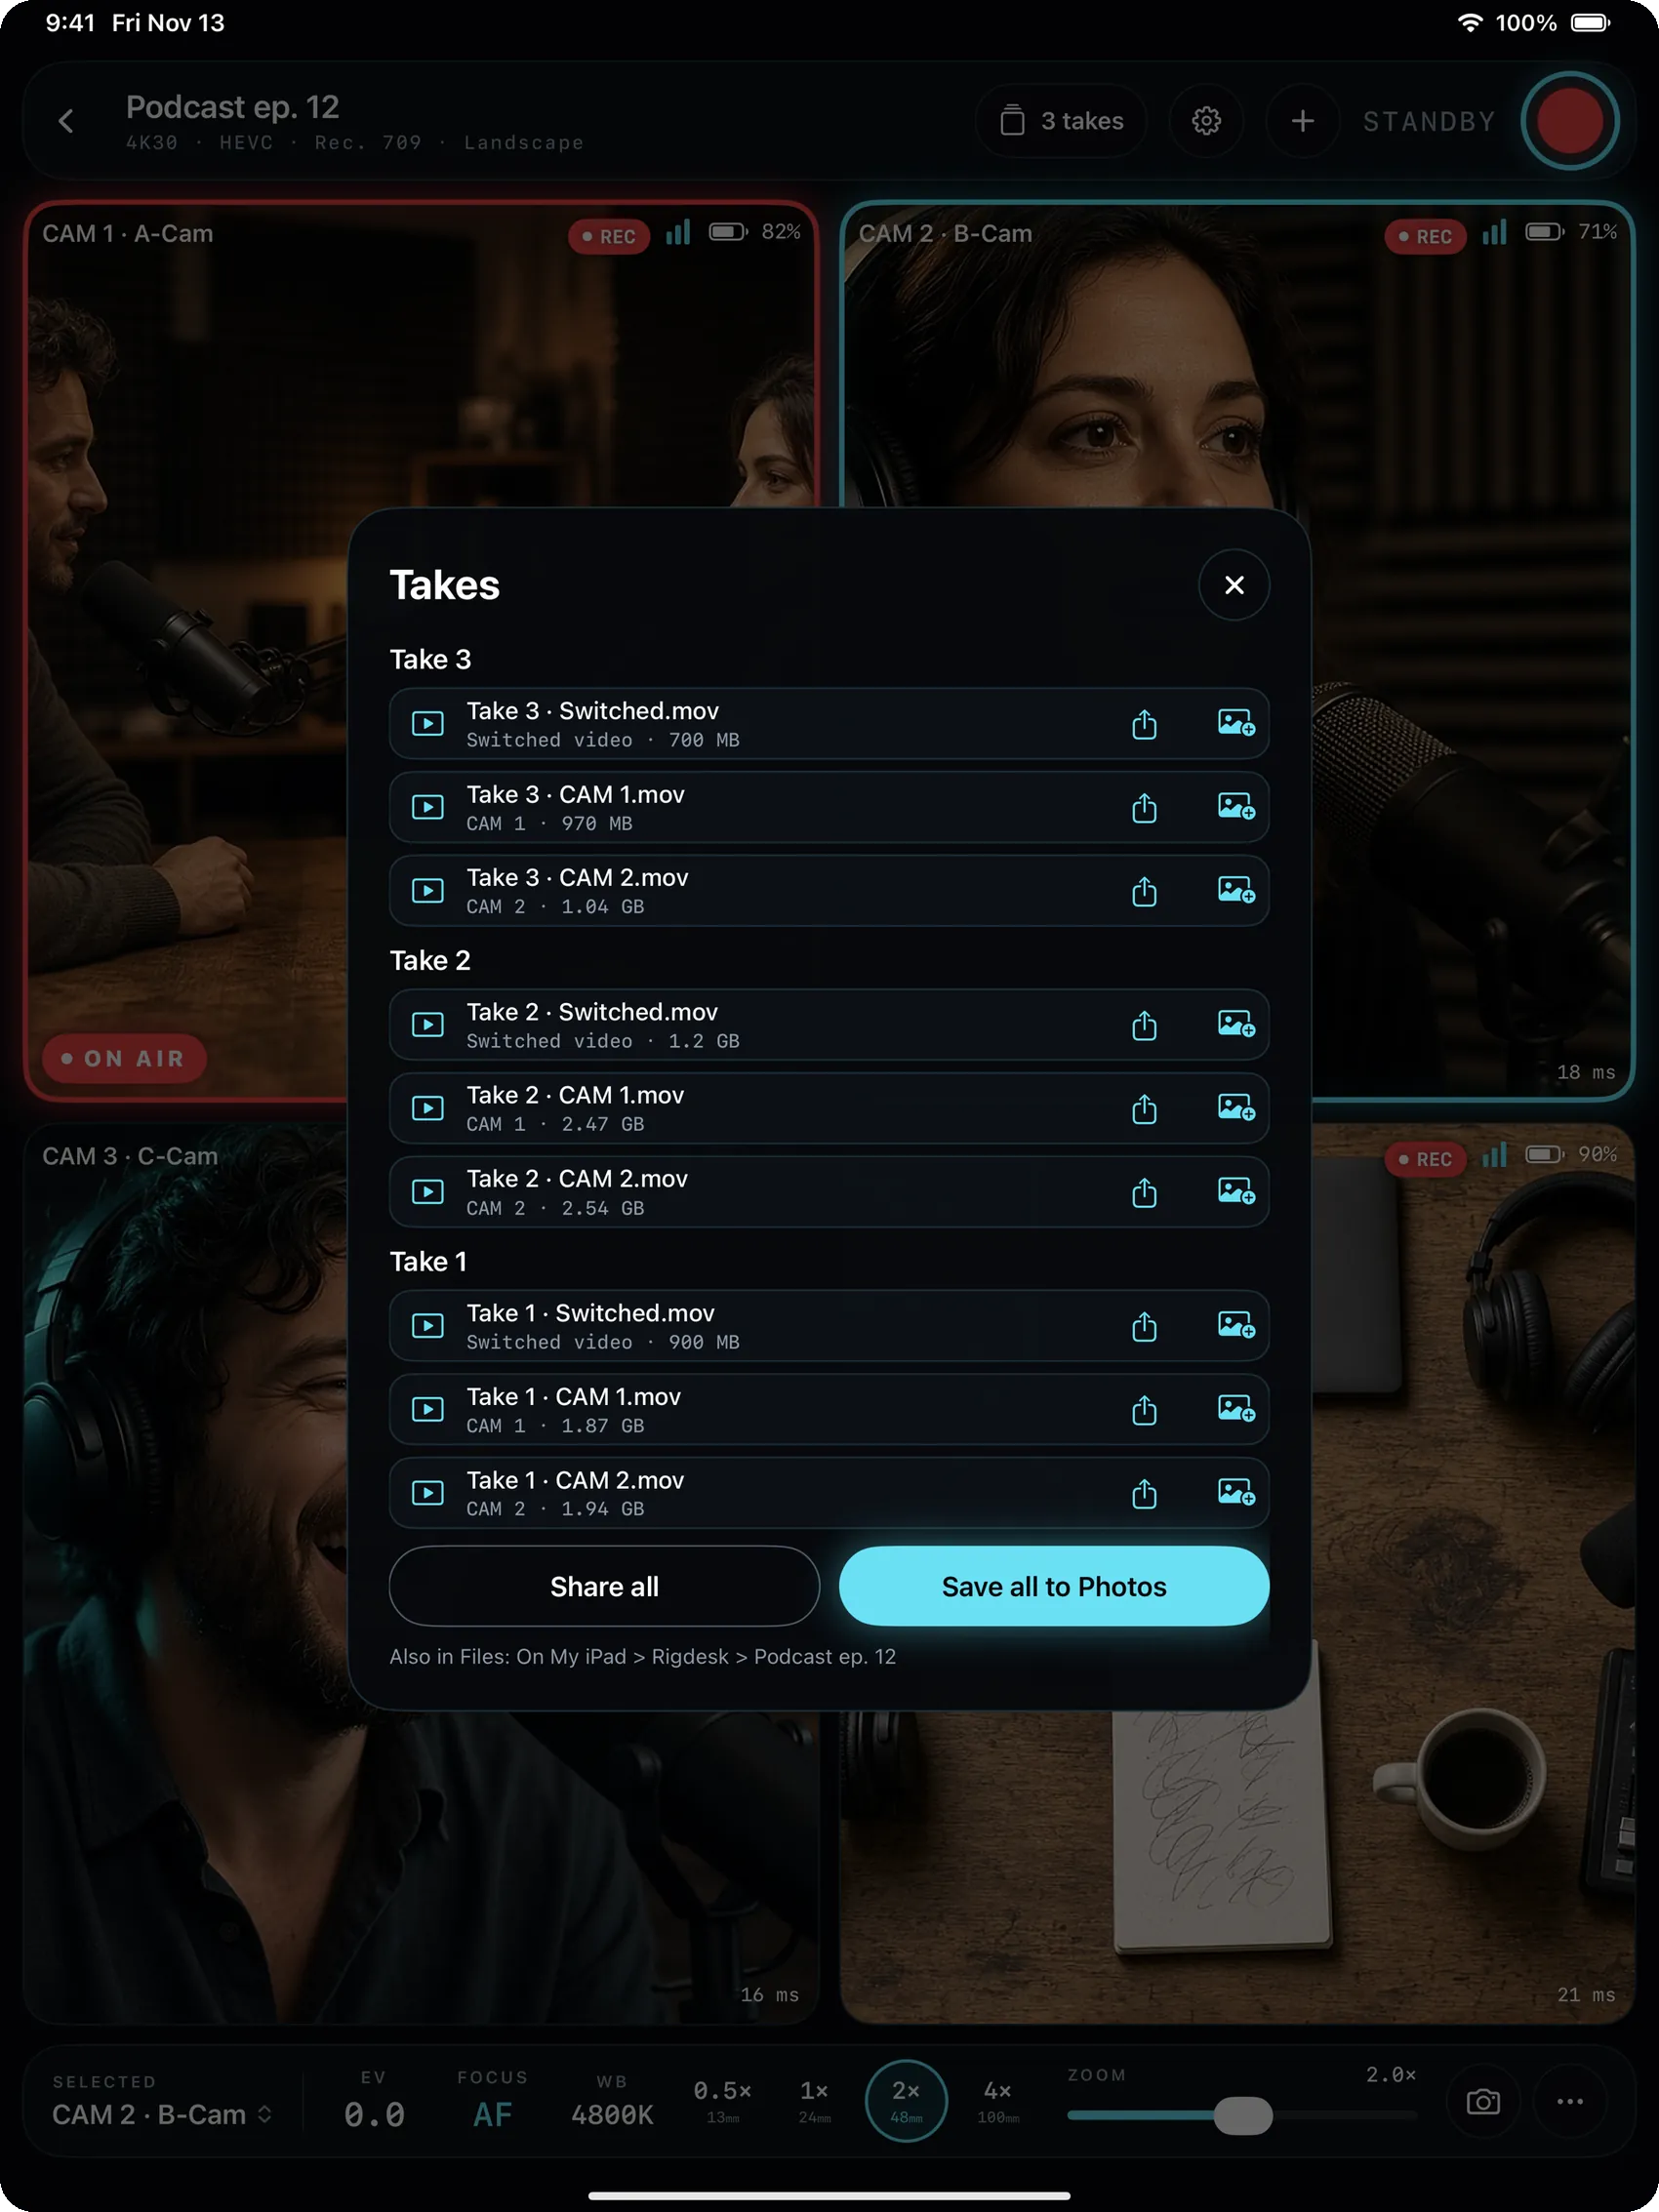 9:41 Fri Nov 13
100%
Podcast ep. 12
4K30 · HEVC · Rec. 709 · Landscape
3 takes
STANDBY
CAM 1 · A-Cam
REC
82%
CAM 2 · B-Cam
REC
71%
Takes
Take 3
Take 3 · Switched.mov
Switched video · 700 MB
Take 3 · CAM 1.mov
CAM 1 · 970 MB
Take 3 · CAM 2.mov
CAM 2 · 1.04 GB
Take 2
Take 2 · Switched.mov
Switched video · 1.2 GB
Take 2 · CAM 1.mov
CAM 1 · 2.47 GB
Take 2 · CAM 2.mov
CAM 2 · 2.54 GB
Take 1
Take 1 · Switched.mov
Switched video · 900 MB
Take 1 · CAM 1.mov
CAM 1 · 1.87 GB
Take 1 · CAM 2.mov
CAM 2 · 1.94 GB
Share all
Save all to Photos
Also in Files: On My iPad > Rigdesk > Podcast ep. 12
ON AIR
18 ms
CAM 3 · C-Cam
REC
90%
16 ms
21 ms
SELECTED
CAM 2 · B-Cam
EV
0.0
FOCUS
AF
WB
4800K
0.5×
13mm
1×
24mm
2×
48mm
4×
100mm
ZOOM
2.0×